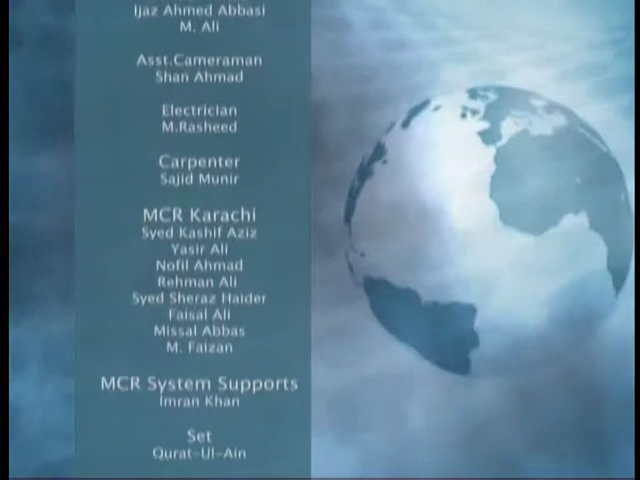 Ijaz Ahmed Abbasi
M. Ali
Asst.Cameraman
Shan Ahmad
Electrician
M.Rasheed
Carpenter
Sajid Munir
MCR Karachi
Syed Kashif Aziz
Yasir Ali
Nofil Ahmad
Rehman Ali
Syed Sheraz Haider
Faisal Ali
Missal Abbas
M. Faizan
MCR System Supports
Imran Khan
Set
Qurat-Ul-Ain